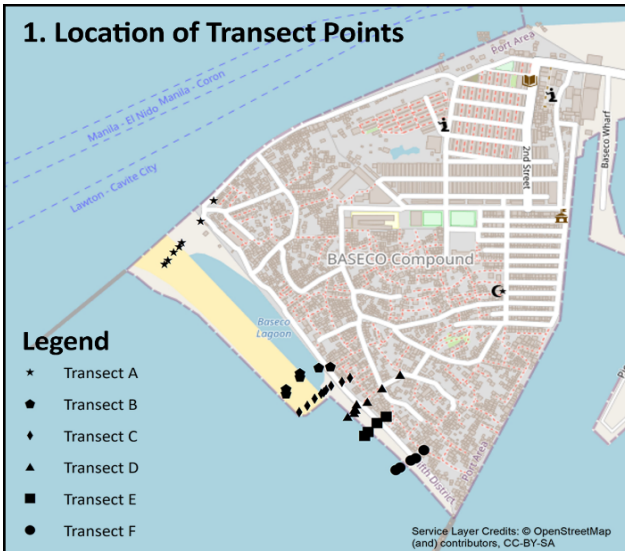 1. Location of Transect Points
Port Area
Manila - El Nido Manila - Coron
Lawton - Cavite City
2nd Street
Baseco Wharf
BASECO Compound
Baseco
Lagoon
Legend
Transect A
Transect B
Transect C
Transect D
Transect E
Transect F
Port Area
Fifth District
Service Layer Credits: © OpenStreetMap
(and) contributors, CC-BY-SA